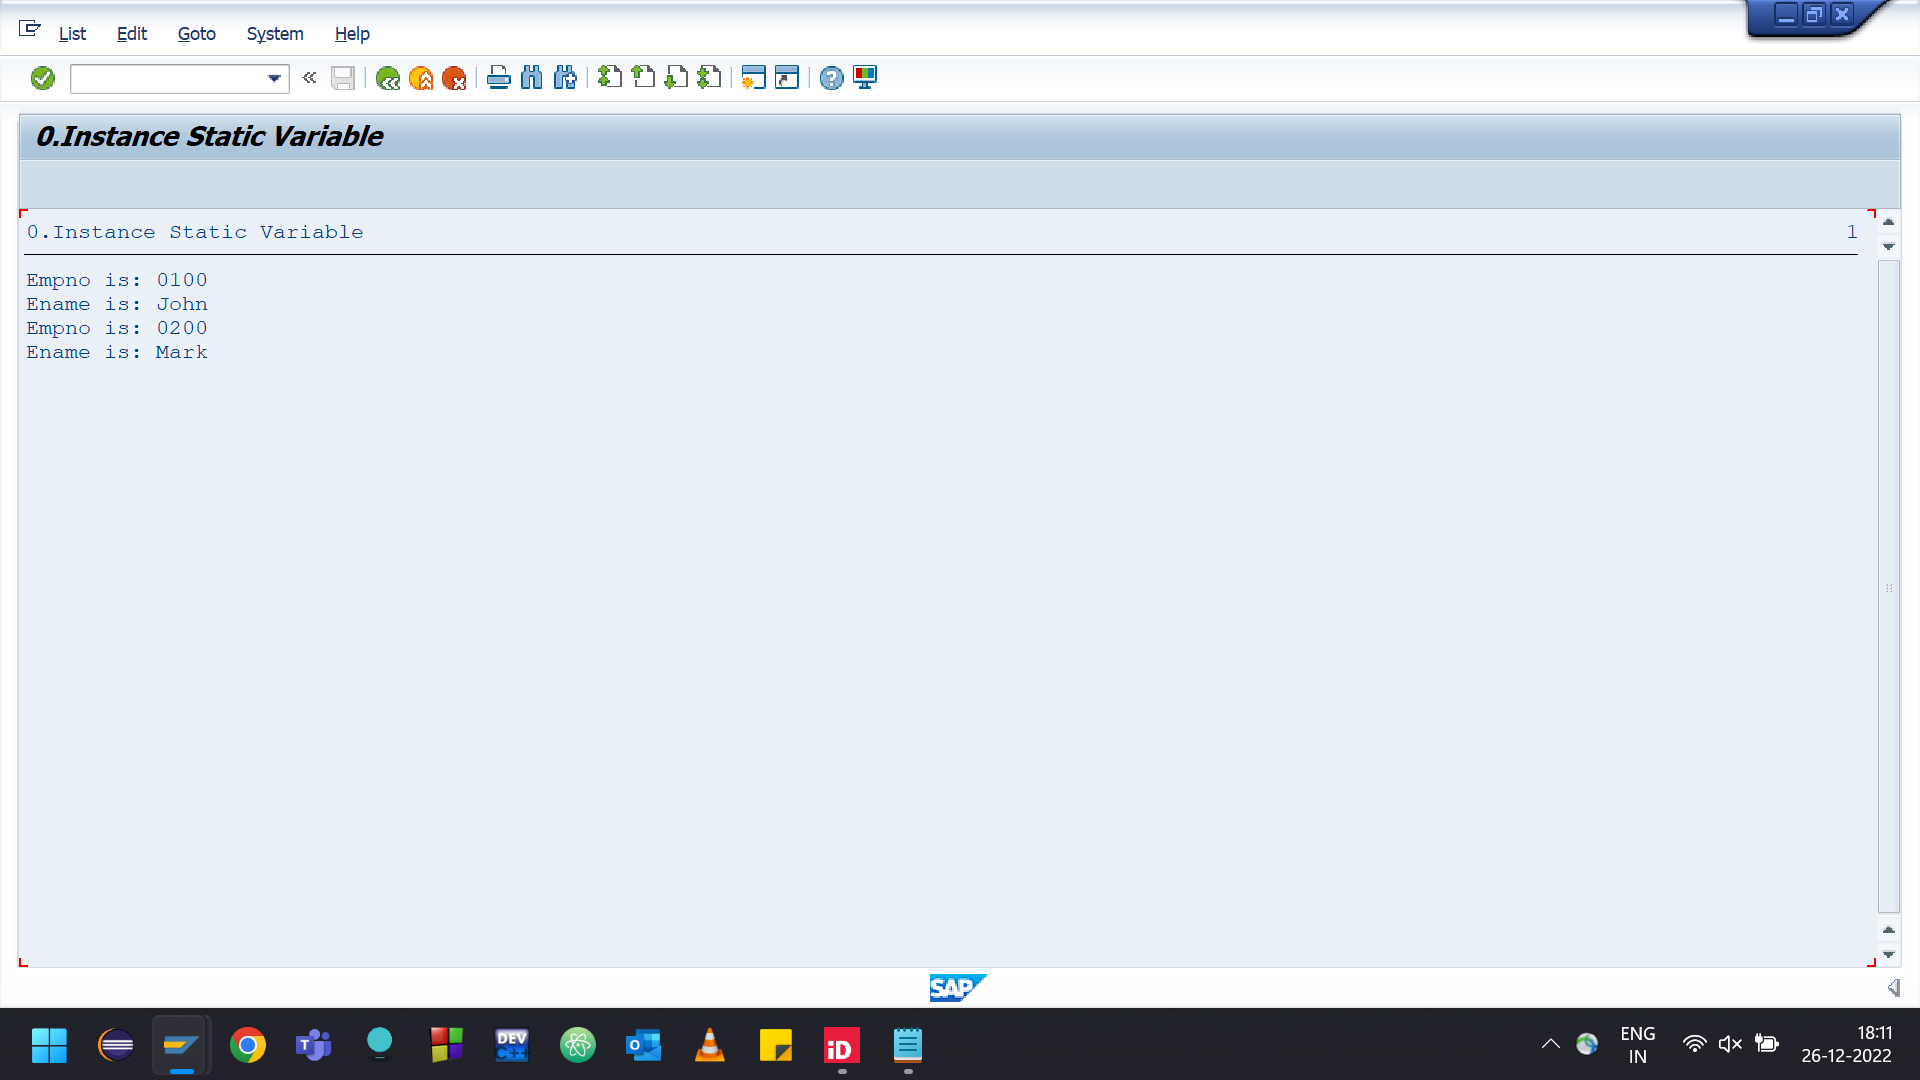 List Edit Goto System Help
0.Instance Static Variable
0.Instance Static Variable 1
Empno is: 0100
Ename is: John
Empno is: 0200
Ename is: Mark
SAP
T DEV C++ O iD
ENG
IN
18:11
26-12-2022